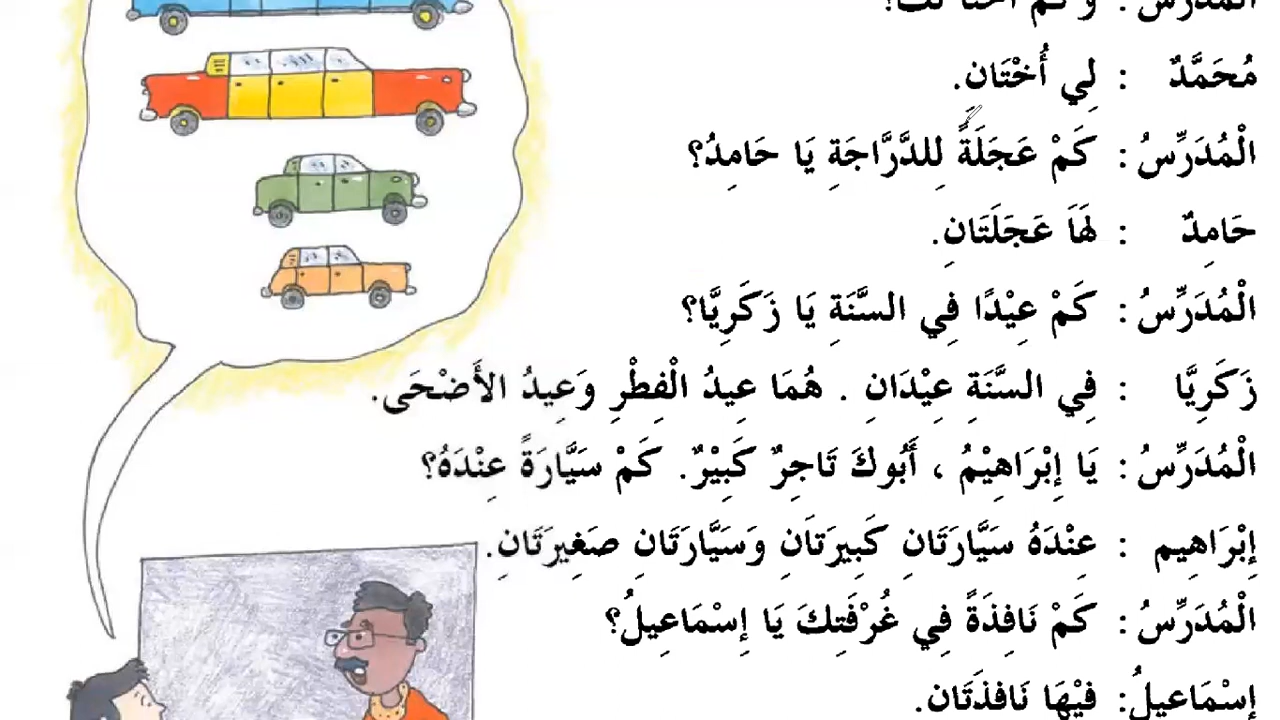 الْمُدَرِّسُ: وَكَمْ أُخْتًا لَكَ؟
مُحَمَّدٌ : لِي أُخْتَانِ.
الْمُدَرِّسُ: كَمْ عَجَلَةً لِلدَّرَّاجَةِ يَا حَامِدُ؟
حَامِدٌ : لَهَا عَجَلَتَانِ.
الْمُدَرِّسُ: كَمْ عِيْدًا فِي السَّنَةِ يَا زَكَرِيَّا؟
زَكَرِيَّا : فِي السَّنَةِ عِيْدَانِ . هُمَا عِيدُ الْفِطْرِ وَعِيدُ الأَضْحَى.
الْمُدَرِّسُ: يَا إِبْرَاهِيْمُ ، أَبُوكَ تَاجِرٌ كَبِيْرٌ. كَمْ سَيَّارَةً عِنْدَهُ؟
إِبْرَاهِيم : عِنْدَهُ سَيَّارَتَانِ كَبِيرَتَانِ وَسَيَّارَتَانِ صَغِيرَتَانِ.
الْمُدَرِّسُ: كَمْ نَافِذَةً فِي غُرْفَتِكَ يَا إِسْمَاعِيلُ؟
إِسْمَاعِيلُ: فِيْهَا نَافِذَتَانِ.